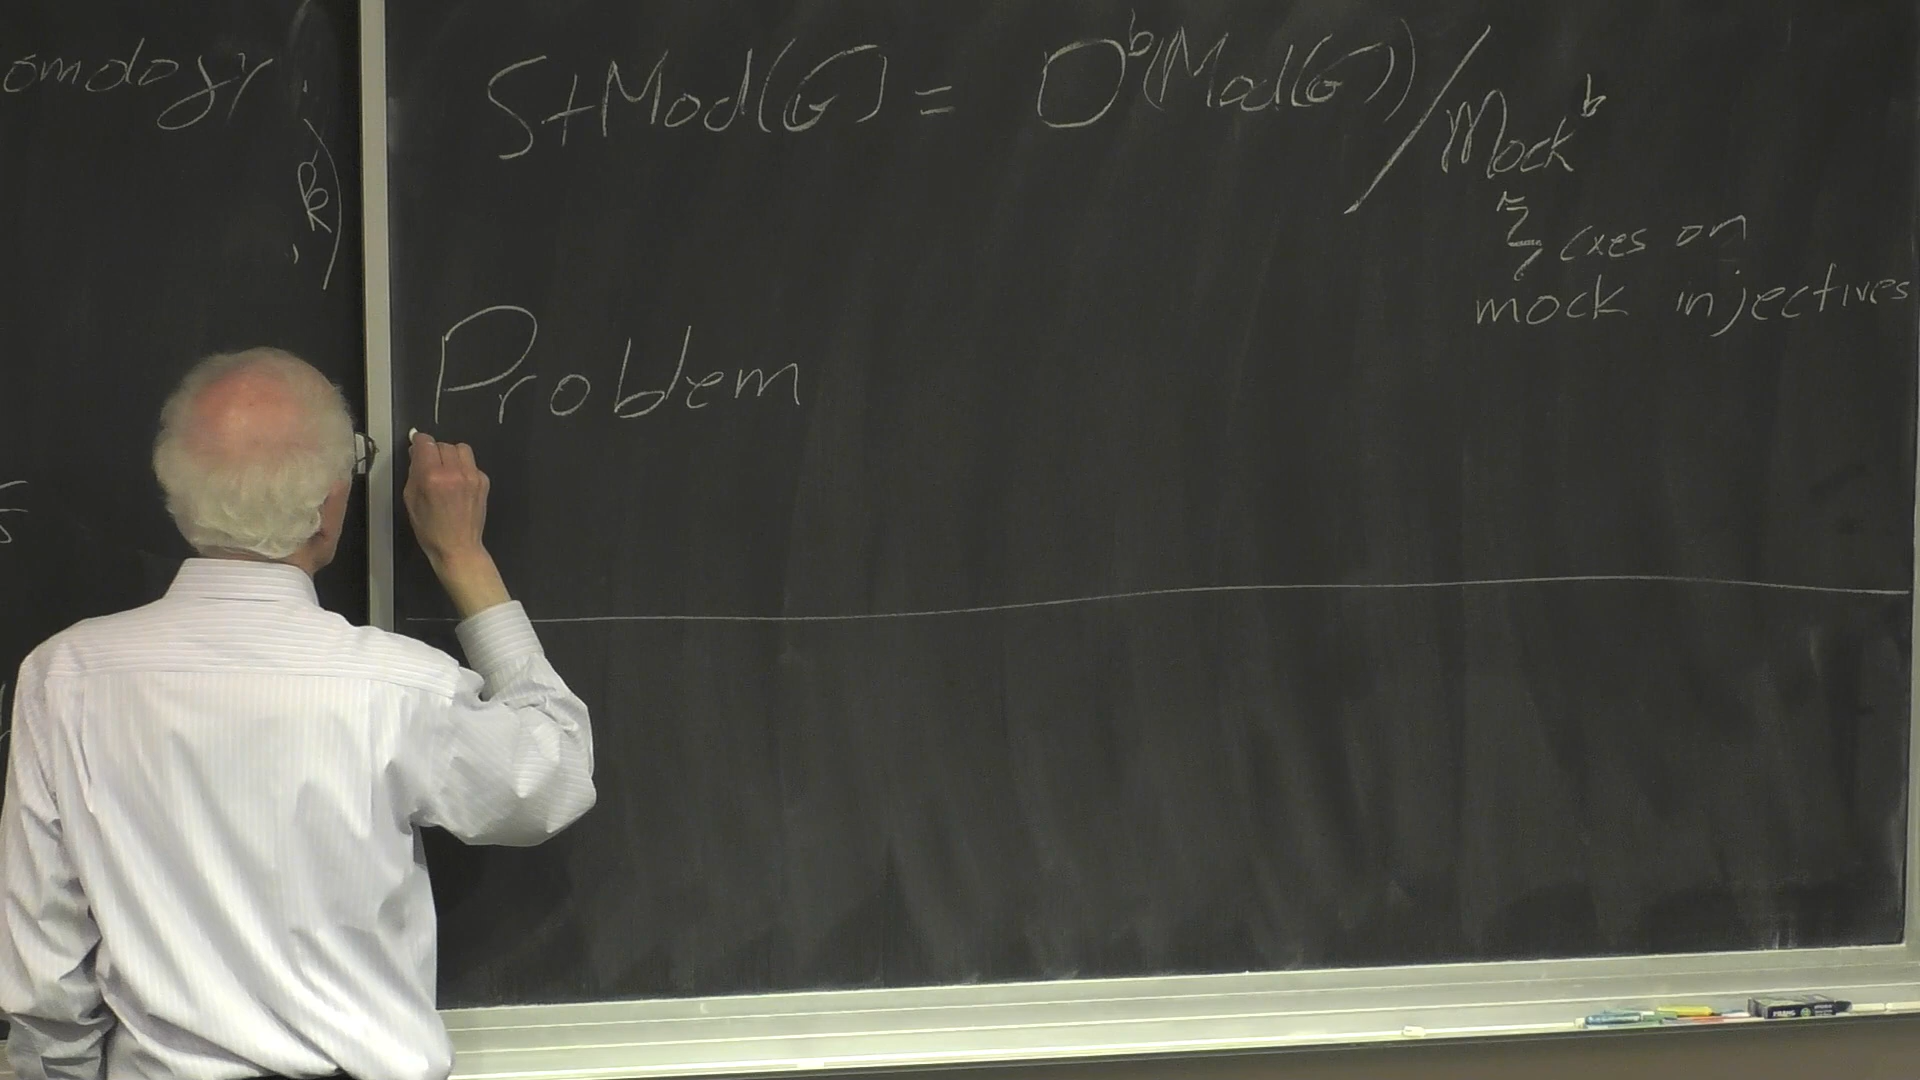 omology
StMod(G) = D^b(Mod(G)) / Mock^b
cxes on
mock injectives
Problem